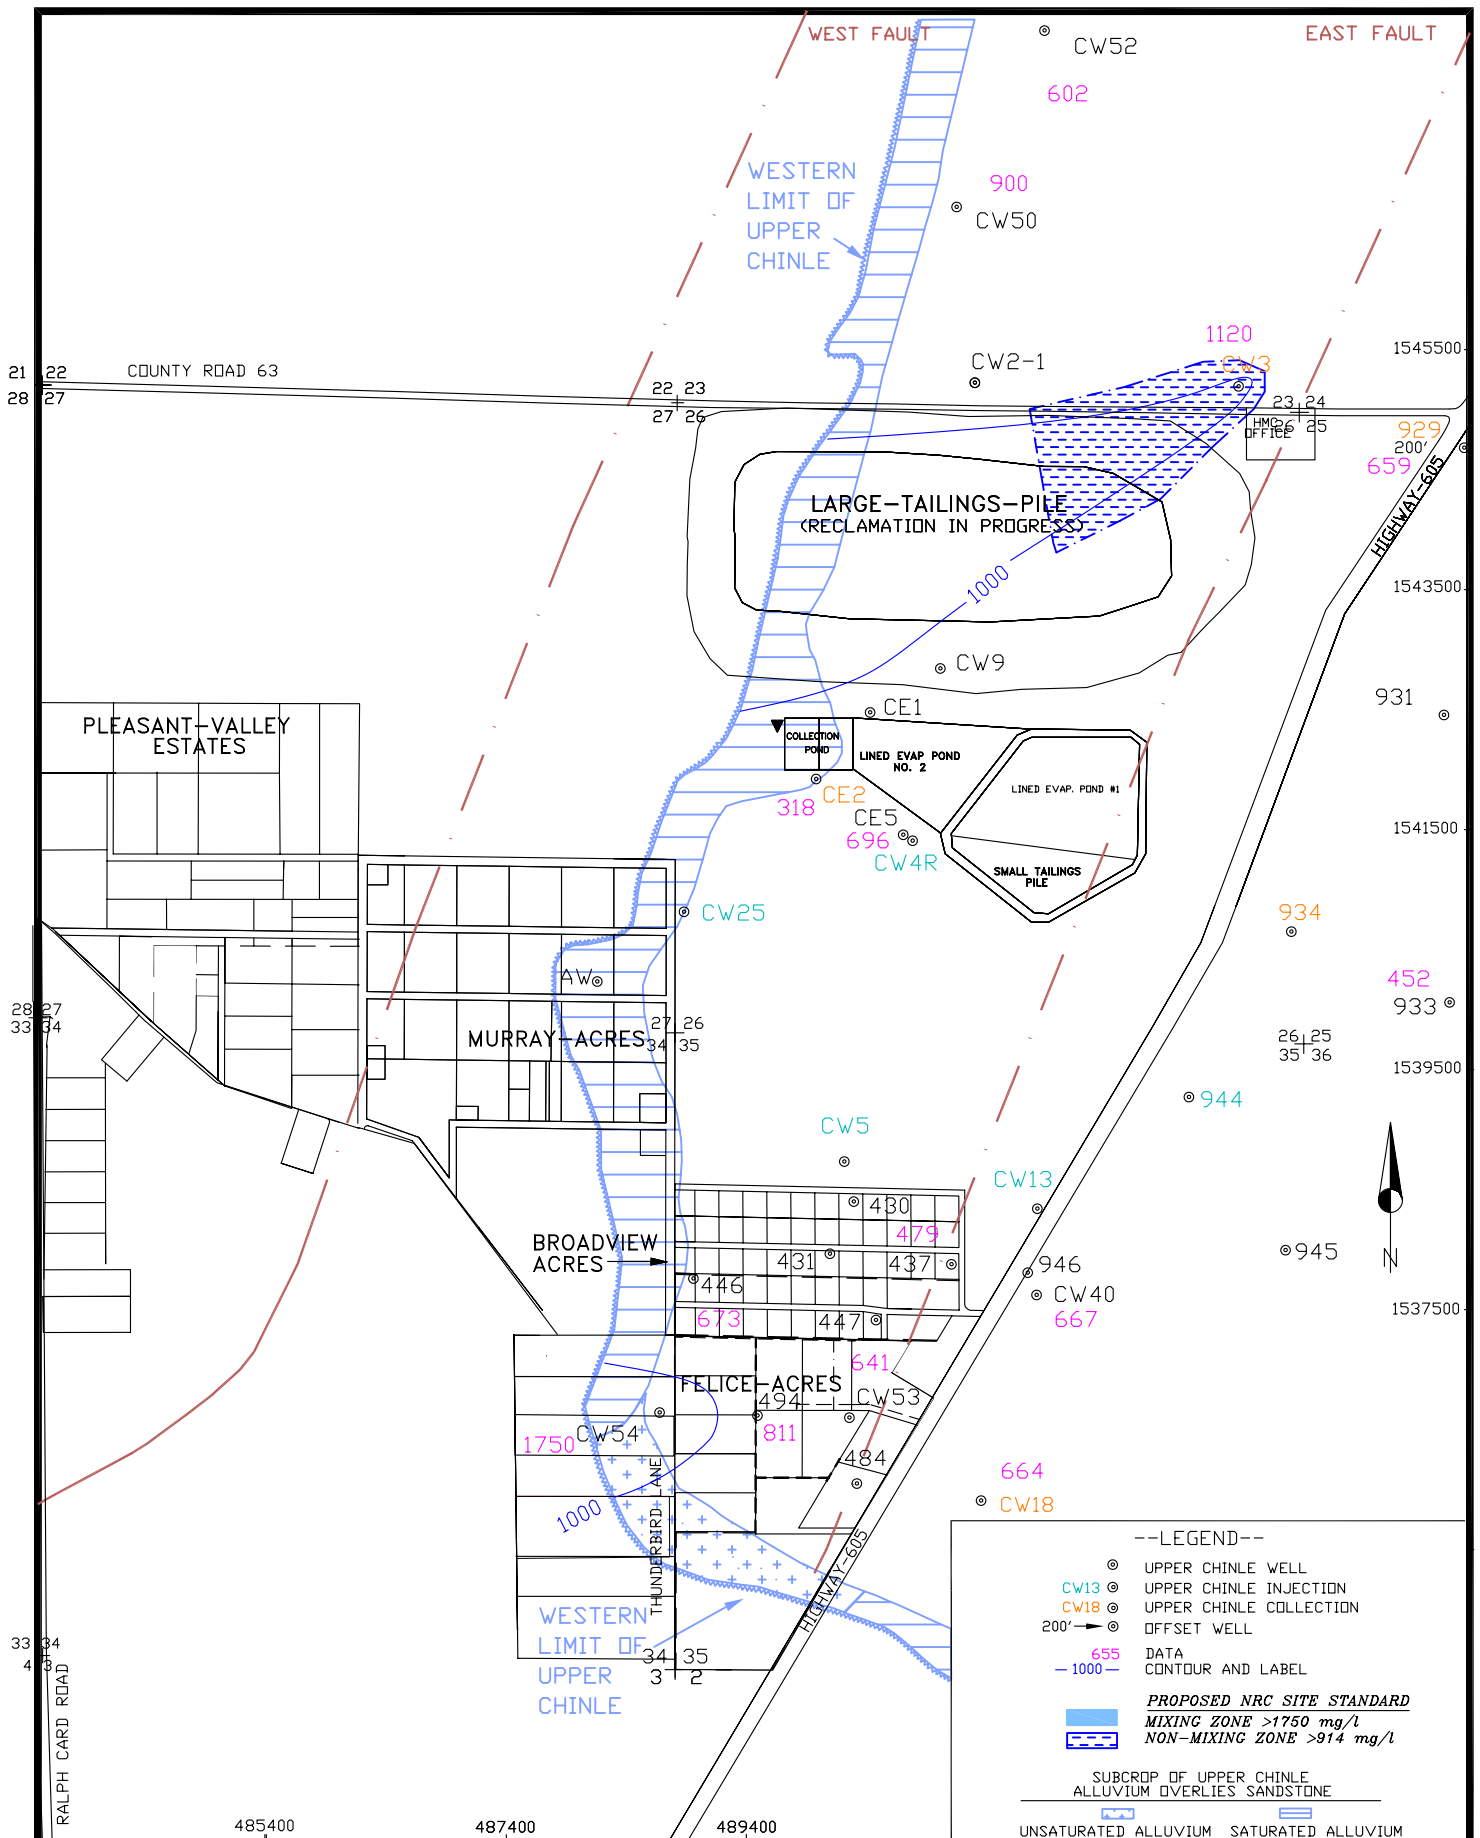 WEST FAULT
EAST FAULT
CW52
602
WESTERN
LIMIT OF
UPPER
CHINLE
900
CW50
1120
1545500
CW2-1
CW3
COUNTY ROAD 63
21 22
28 27
22 23
27 26
23 24
26 25
HMC
OFFICE
929
200'
659
HIGHWAY-605
LARGE-TAILINGS-PILE
(RECLAMATION IN PROGRESS)
1000
1543500
CW9
931
CE1
PLEASANT-VALLEY
ESTATES
COLLECTION
POND
LINED EVAP POND
NO. 2
LINED EVAP. POND #1
CE2
318
CE5
696
CW4R
1541500
SMALL TAILINGS
PILE
CW25
934
AW
452
933
28 27
33 34
MURRAY-ACRES
27 26
34 35
26 25
35 36
1539500
944
CW5
CW13
430
479
BROADVIEW
ACRES
431
437
946
945
N
446
CW40
673
447
667
1537500
641
FELICE-ACRES
494
CW53
1750
CW54
811
484
664
1000
THUNDERBIRD LANE
CW18
HIGHWAY-605
WESTERN
LIMIT OF
UPPER
CHINLE
33 34
4 3
34 35
3 2
RALPH CARD ROAD
485400
487400
489400
--LEGEND--
UPPER CHINLE WELL
CW13 UPPER CHINLE INJECTION
CW18 UPPER CHINLE COLLECTION
200' OFFSET WELL
655 DATA
1000 CONTOUR AND LABEL
PROPOSED NRC SITE STANDARD
MIXING ZONE >1750 mg/l
NON-MIXING ZONE >914 mg/l
SUBCROP OF UPPER CHINLE
ALLUVIUM OVERLIES SANDSTONE
UNSATURATED ALLUVIUM SATURATED ALLUVIUM